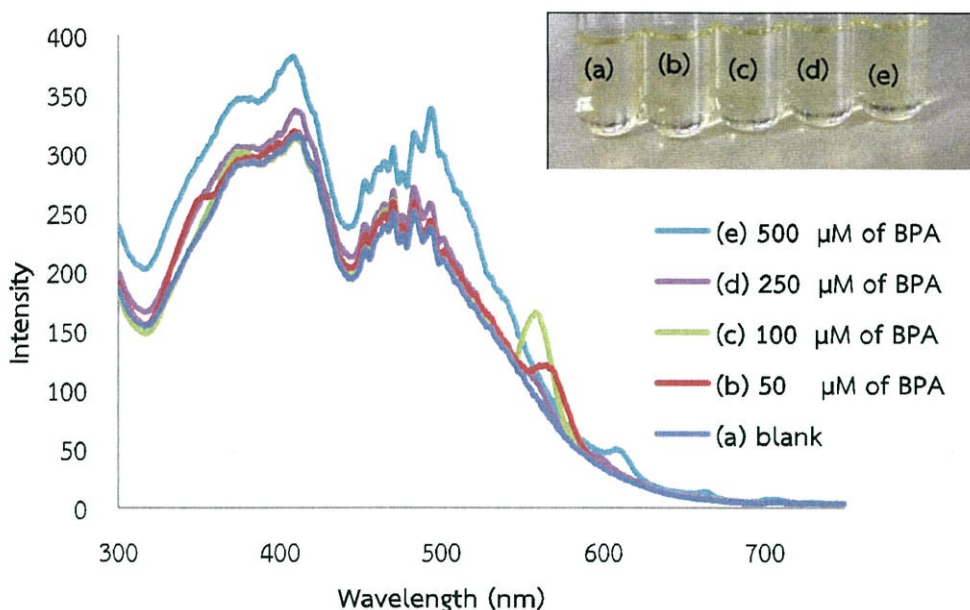 400
350
300
250
200
150
100
50
0
Intensity
300 400 500 600 700
Wavelength (nm)
(a) (b) (c) (d) (e)
(e) 500 µM of BPA
(d) 250 µM of BPA
(c) 100 µM of BPA
(b) 50 µM of BPA
(a) blank